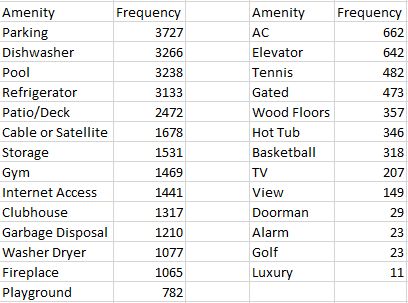 Amenity Frequency Amenity Frequency
Parking 3727 AC 662
Dishwasher 3266 Elevator 642
Pool 3238 Tennis 482
Refrigerator 3133 Gated 473
Patio/Deck 2472 Wood Floors 357
Cable or Satellite 1678 Hot Tub 346
Storage 1531 Basketball 318
Gym 1469 TV 207
Internet Access 1441 View 149
Clubhouse 1317 Doorman 29
Garbage Disposal 1210 Alarm 23
Washer Dryer 1077 Golf 23
Fireplace 1065 Luxury 11
Playground 782